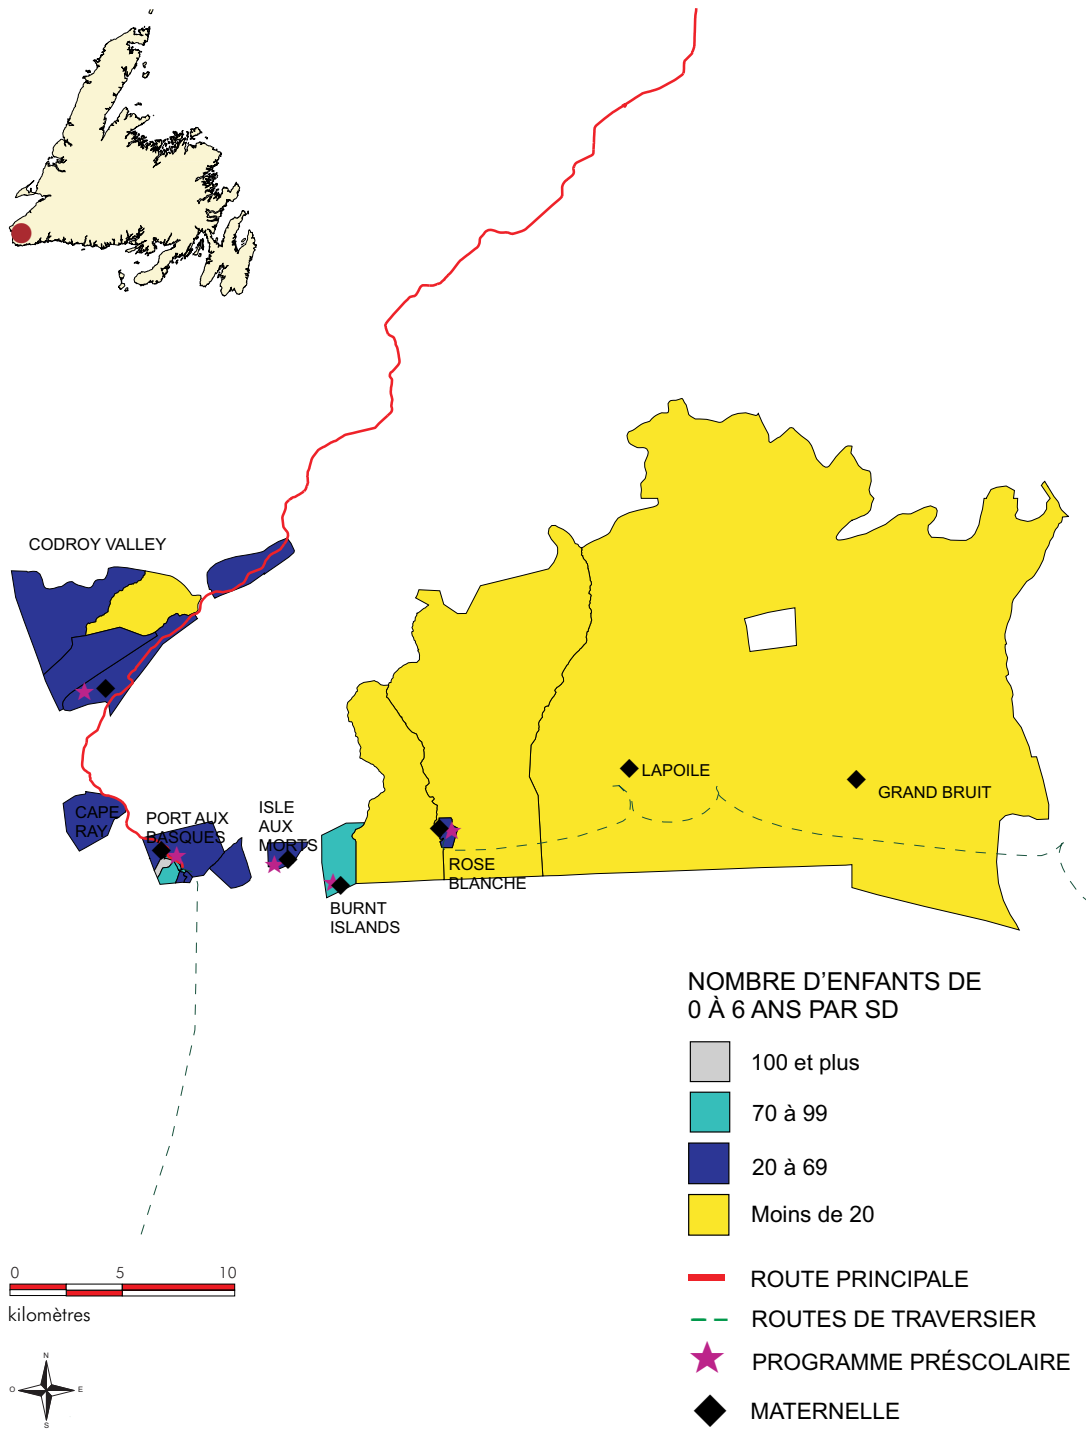 CODROY VALLEY
CAPE
RAY
PORT AUX
BASQUES
ISLE
AUX
MORTS
BURNT
ISLANDS
ROSE
BLANCHE
LAPOILE
GRAND BRUIT
NOMBRE D'ENFANTS DE
0 À 6 ANS PAR SD
100 et plus
70 à 99
20 à 69
Moins de 20
ROUTE PRINCIPALE
ROUTES DE TRAVERSIER
PROGRAMME PRÉSCOLAIRE
MATERNELLE
0 5 10
kilomètres
N
O E
S